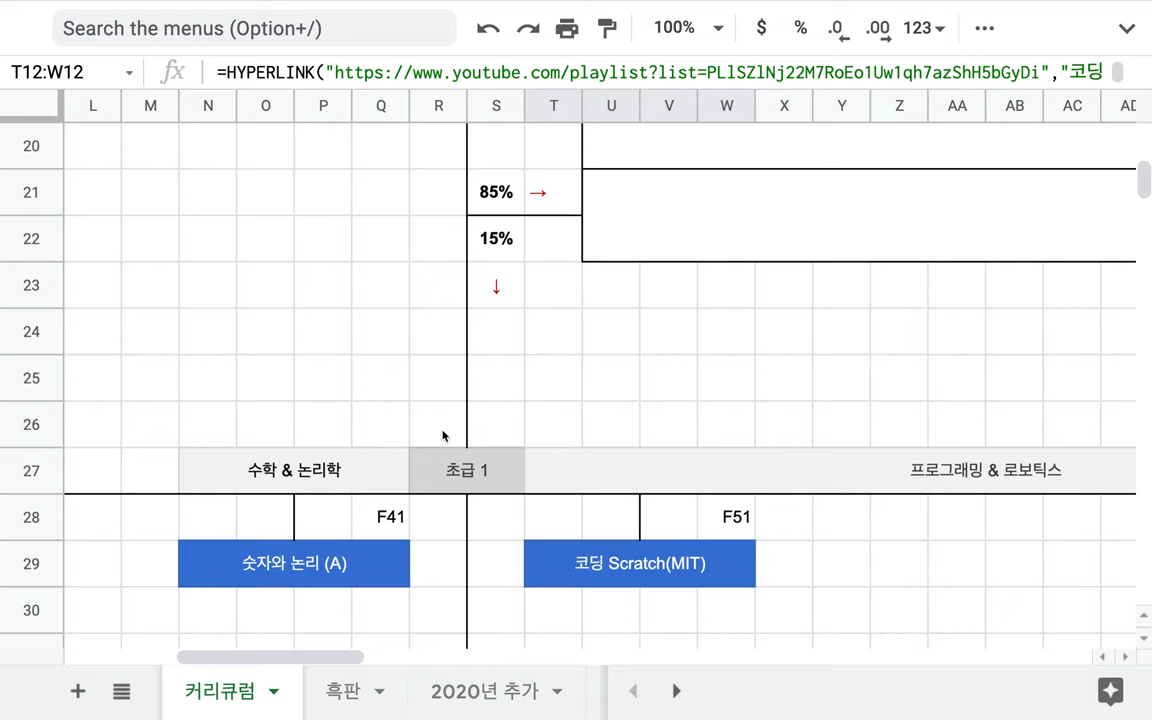 Search the menus (Option+/) 100% $ % .0 .00 123
T12:W12 fx =HYPERLINK("https://www.youtube.com/playlist?list=PLlSZlNj22M7RoEo1Uw1qh7azShH5bGyDi","코딩
L M N O P Q R S T U V W X Y Z AA AB AC AD
20
21 85% →
22 15%
23 ↓
24
25
26
27 수학 & 논리학 초급 1 프로그래밍 & 로보틱스
28 F41 F51
29 숫자와 논리 (A) 코딩 Scratch(MIT)
30
커리큐럼 흑판 2020년 추가